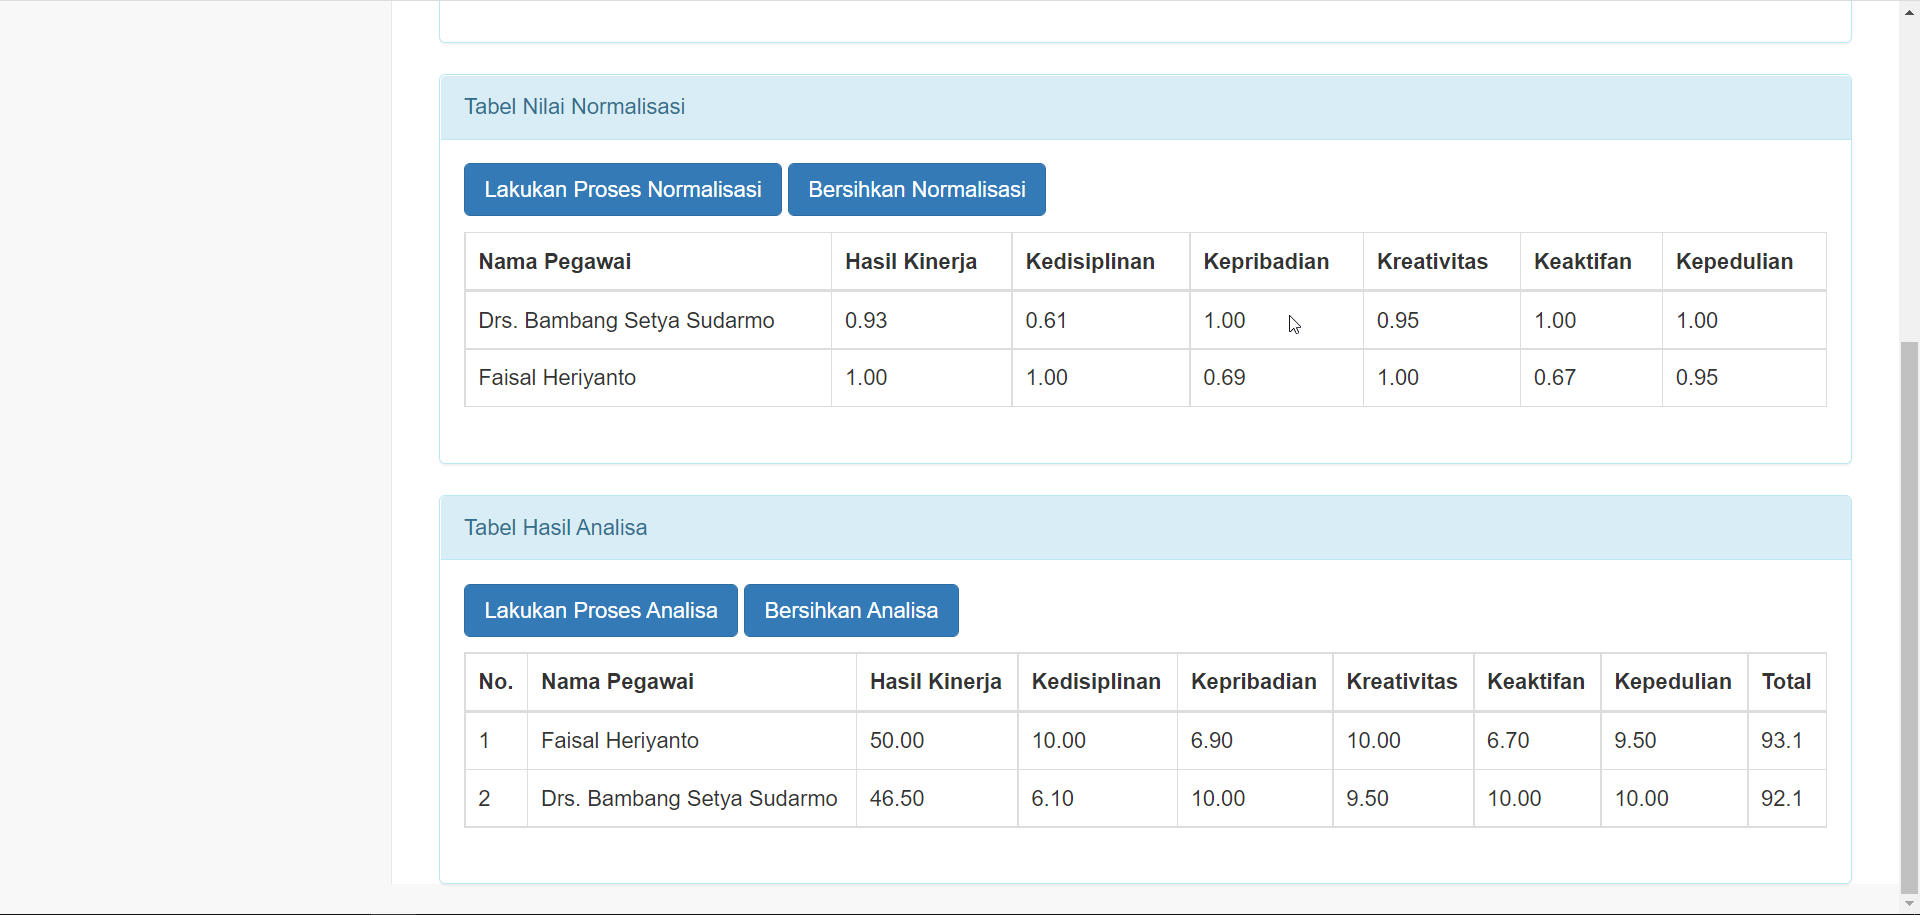 Tabel Nilai Normalisasi
Lakukan Proses Normalisasi Bersihkan Normalisasi
Nama Pegawai Hasil Kinerja Kedisiplinan Kepribadian Kreativitas Keaktifan Kepedulian
Drs. Bambang Setya Sudarmo 0.93 0.61 1.00 0.95 1.00 1.00
Faisal Heriyanto 1.00 1.00 0.69 1.00 0.67 0.95
Tabel Hasil Analisa
Lakukan Proses Analisa Bersihkan Analisa
No. Nama Pegawai Hasil Kinerja Kedisiplinan Kepribadian Kreativitas Keaktifan Kepedulian Total
1 Faisal Heriyanto 50.00 10.00 6.90 10.00 6.70 9.50 93.1
2 Drs. Bambang Setya Sudarmo 46.50 6.10 10.00 9.50 10.00 10.00 92.1